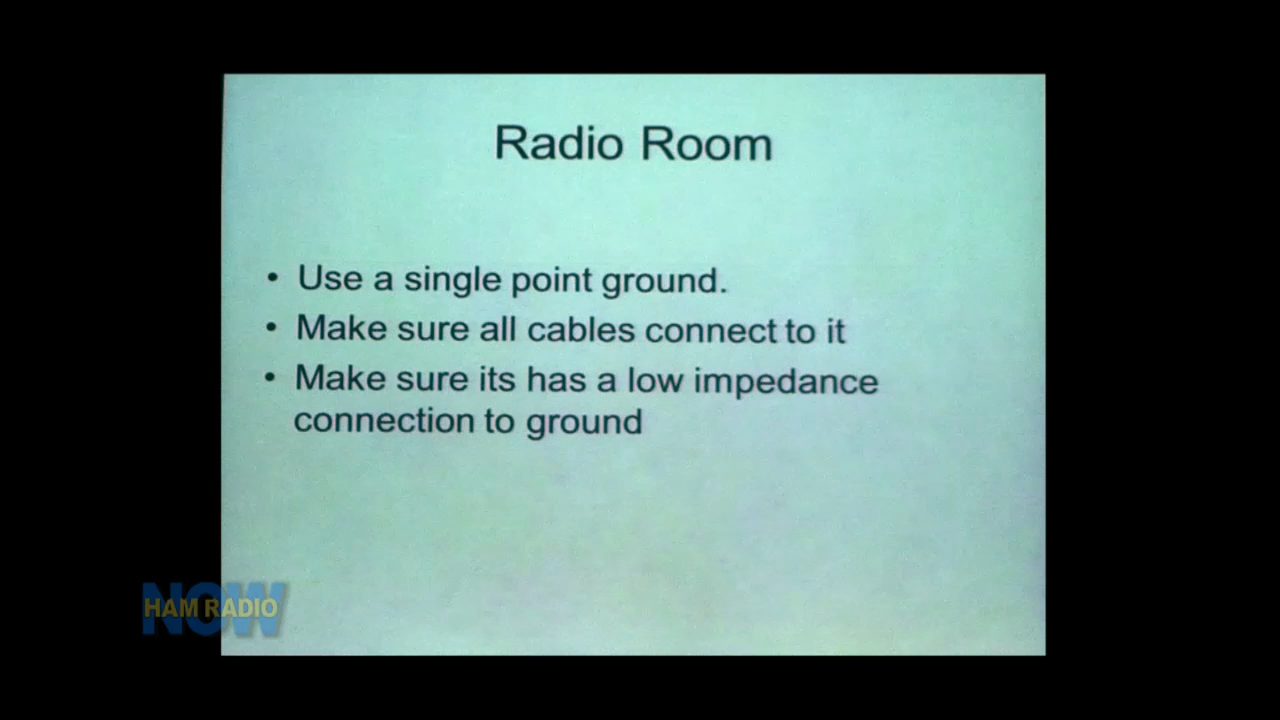 Radio Room
• Use a single point ground.
• Make sure all cables connect to it
• Make sure its has a low impedance
connection to ground
HAM RADIO
NOW